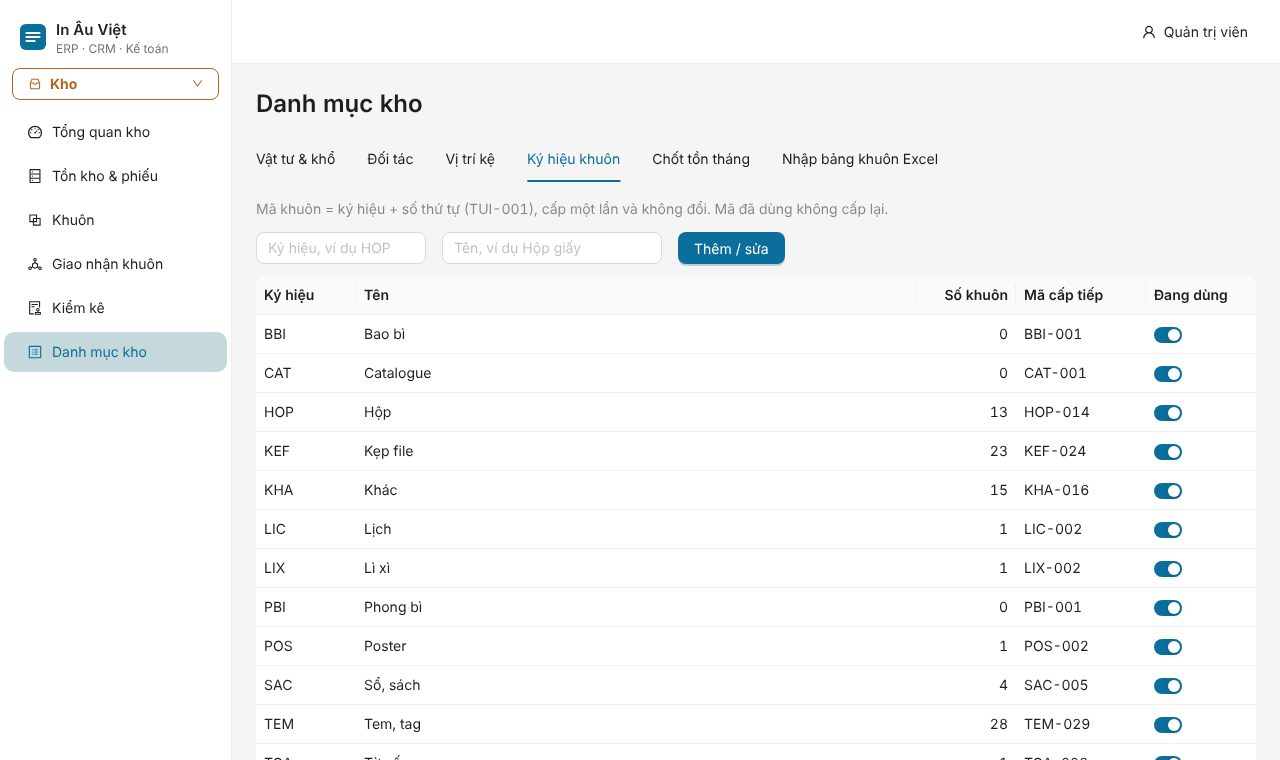 In Âu Việt
ERP · CRM · Kế toán
Kho
Tổng quan kho
Tồn kho & phiếu
Khuôn
Giao nhận khuôn
Kiểm kê
Danh mục kho
Quản trị viên
Danh mục kho
Vật tư & khổ Đối tác Vị trí kệ Ký hiệu khuôn Chốt tồn tháng Nhập bảng khuôn Excel
Mã khuôn = ký hiệu + số thứ tự (TUI-001), cấp một lần và không đổi. Mã đã dùng không cấp lại.
Ký hiệu, ví dụ HOP Tên, ví dụ Hộp giấy Thêm / sửa
Ký hiệu Tên Số khuôn Mã cấp tiếp Đang dùng
BBI Bao bì 0 BBI-001
CAT Catalogue 0 CAT-001
HOP Hộp 13 HOP-014
KEF Kẹp file 23 KEF-024
KHA Khác 15 KHA-016
LIC Lịch 1 LIC-002
LIX Lì xì 1 LIX-002
PBI Phong bì 0 PBI-001
POS Poster 1 POS-002
SAC Sổ, sách 4 SAC-005
TEM Tem, tag 28 TEM-029